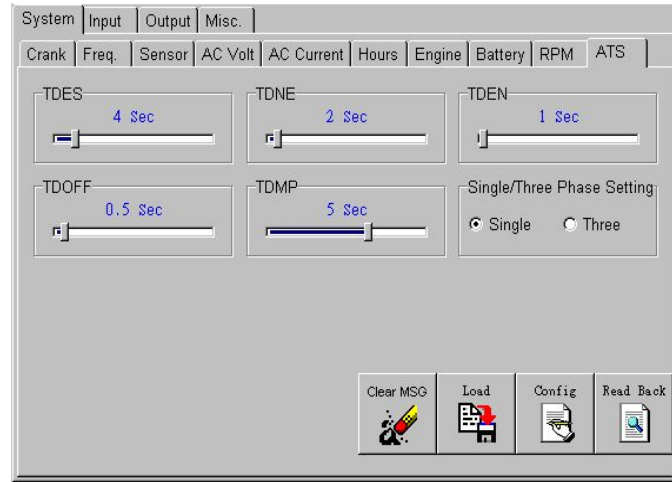 System Input Output Misc.
Crank Freq. Sensor AC Volt AC Current Hours Engine Battery RPM ATS
TDES TDNE TDEN
4 Sec 2 Sec 1 Sec
TDOFF TDMP Single/Three Phase Setting
0.5 Sec 5 Sec
Single Three
Clear MSG Load Config Read Back